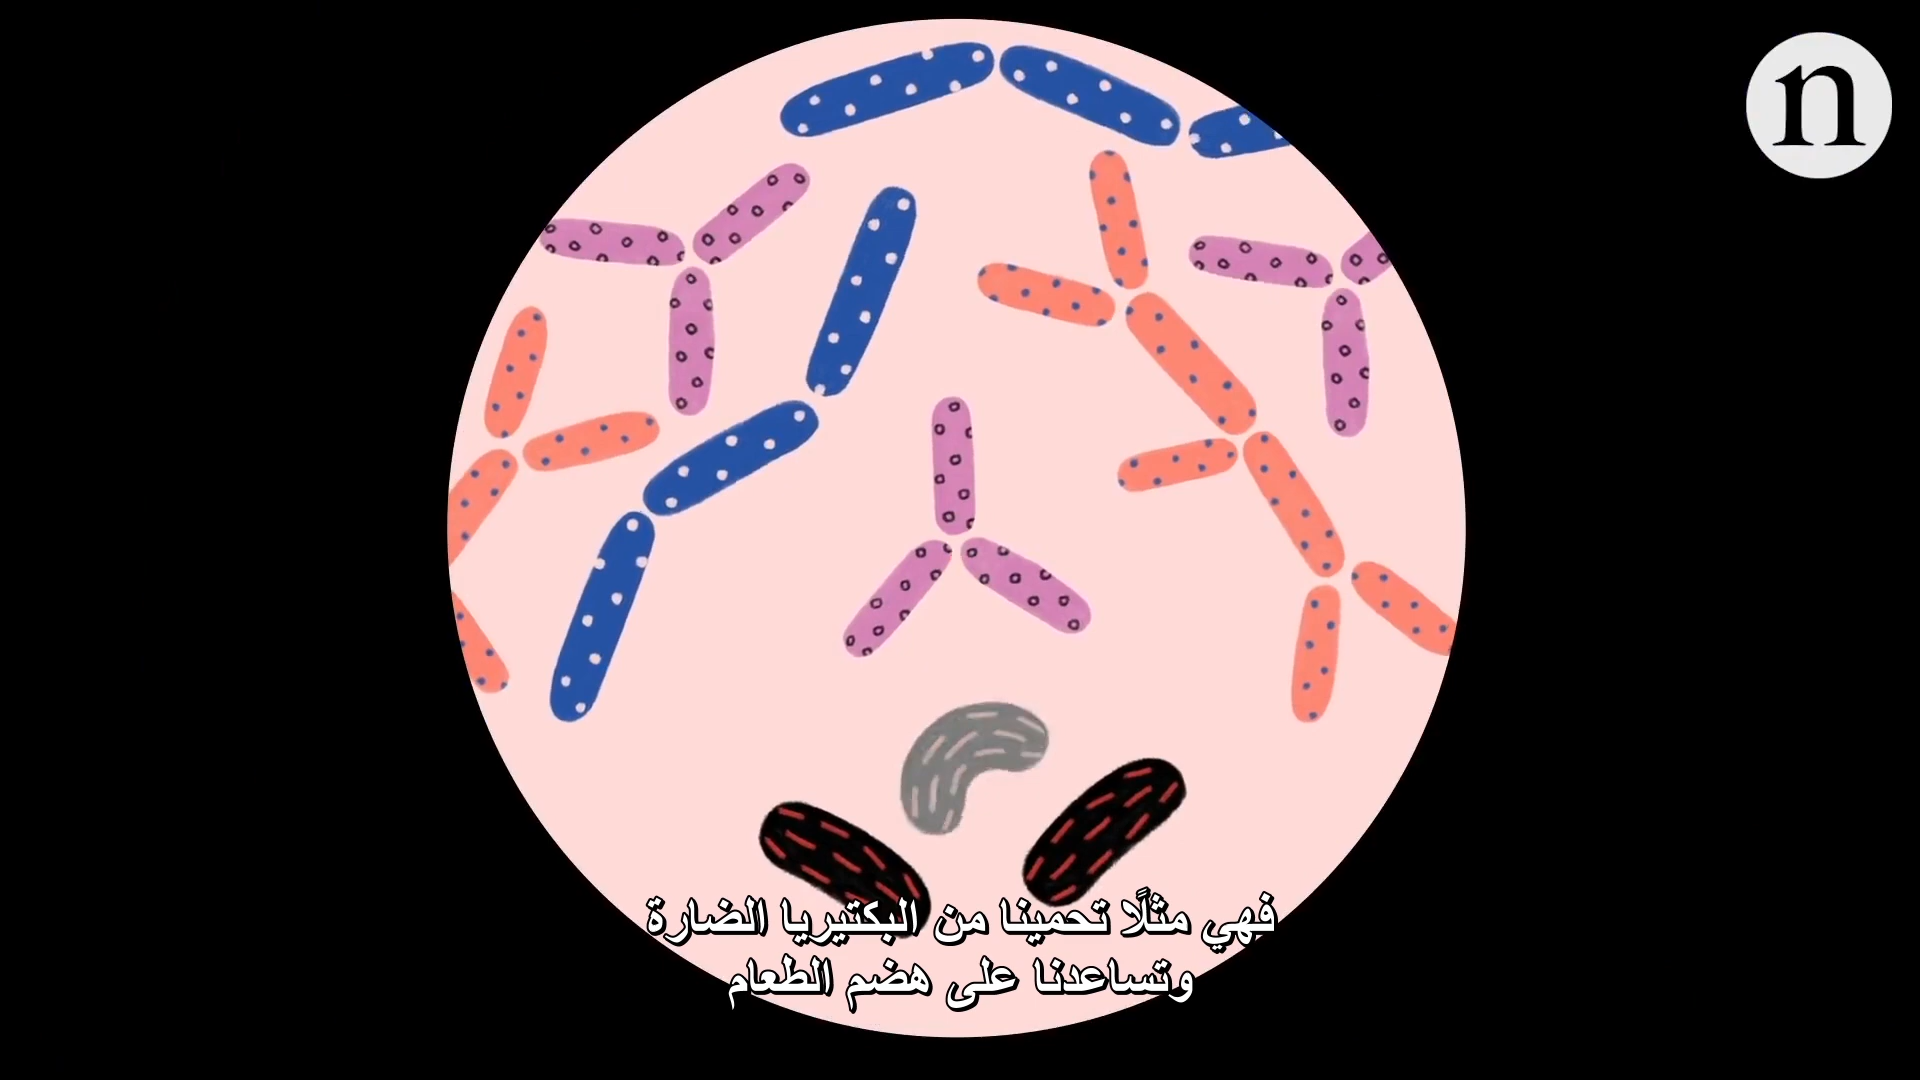 n
فهي مثلًا تحمينا من البكتيريا الضارة
وتساعدنا على هضم الطعام